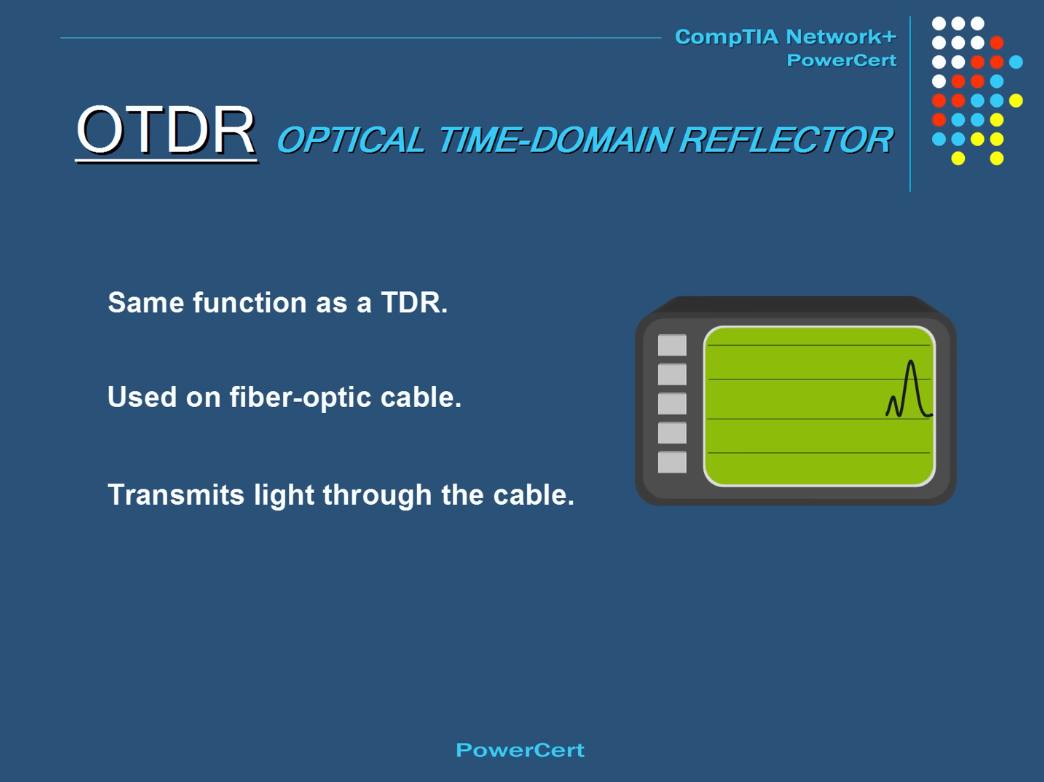 CompTIA Network+
PowerCert
OTDR OPTICAL TIME-DOMAIN REFLECTOR
Same function as a TDR.
Used on fiber-optic cable.
Transmits light through the cable.
PowerCert